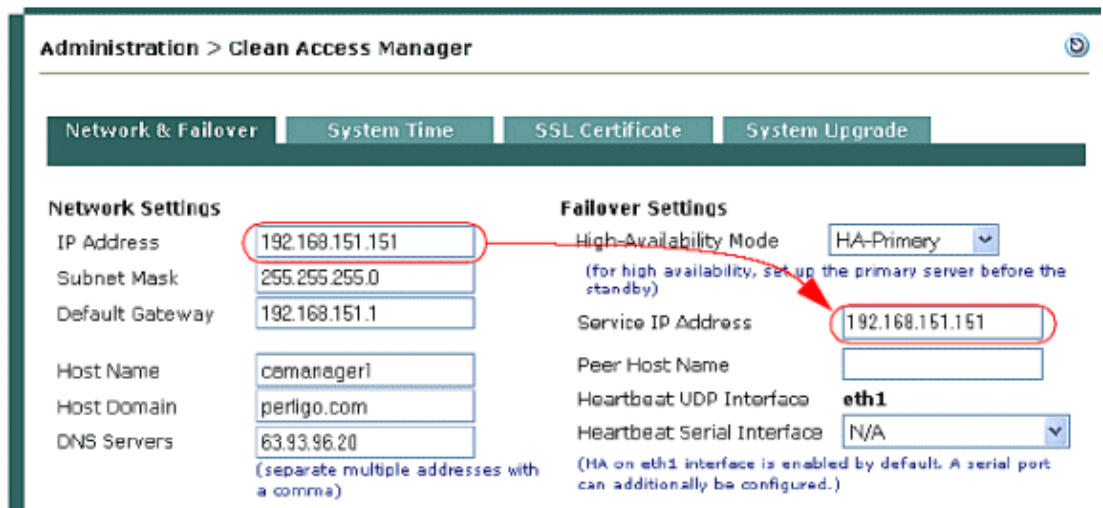 Administration > Clean Access Manager
Network & Failover
System Time
SSL Certificate
System Upgrade
Network Settings
IP Address
192.168.151.151
Subnet Mask
255.255.255.0
Default Gateway
192.168.151.1
Host Name
camanager1
Host Domain
perfigo.com
DNS Servers
63.93.96.20
(separate multiple addresses with
a comma)
Failover Settings
High-Availability Mode
HA-Primary
(for high availability, set up the primary server before the
standby)
Service IP Address
192.168.151.151
Peer Host Name
Heartbeat UDP Interface
eth1
Heartbeat Serial Interface
N/A
(HA on eth1 interface is enabled by default. A serial port
can additionally be configured.)